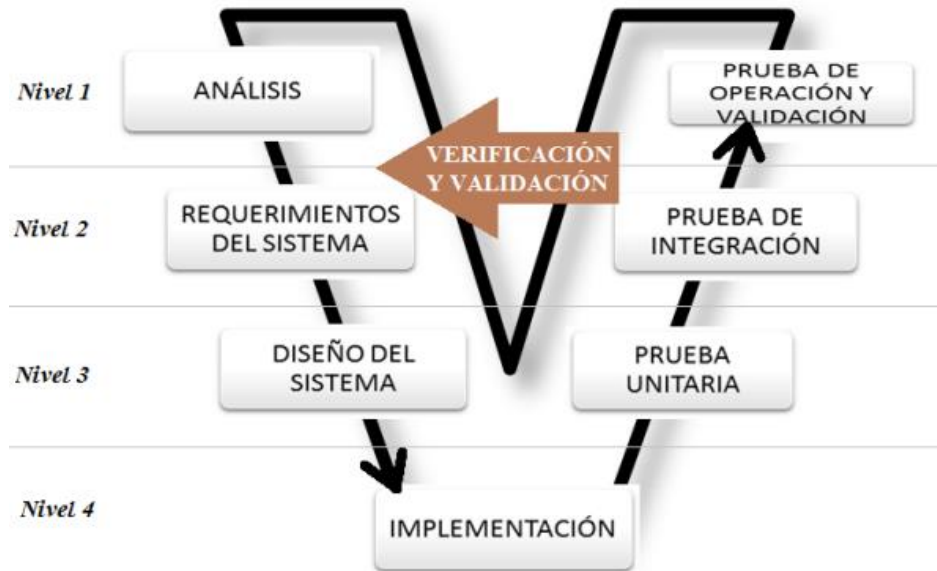 Nivel 1
ANÁLISIS
PRUEBA DE
OPERACIÓN Y
VALIDACIÓN
VERIFICACIÓN
Y VALIDACIÓN
Nivel 2
REQUERIMIENTOS
DEL SISTEMA
PRUEBA DE
INTEGRACIÓN
Nivel 3
DISEÑO DEL
SISTEMA
PRUEBA
UNITARIA
Nivel 4
IMPLEMENTACIÓN